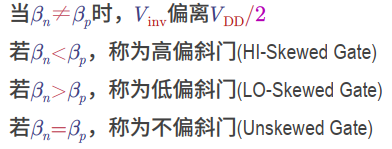 当βn≠βp时，Vinv偏离VDD/2
若βn<βp，称为高偏斜门(HI-Skewed Gate)
若βn>βp，称为低偏斜门(LO-Skewed Gate)
若βn=βp，称为不偏斜门(Unskewed Gate)